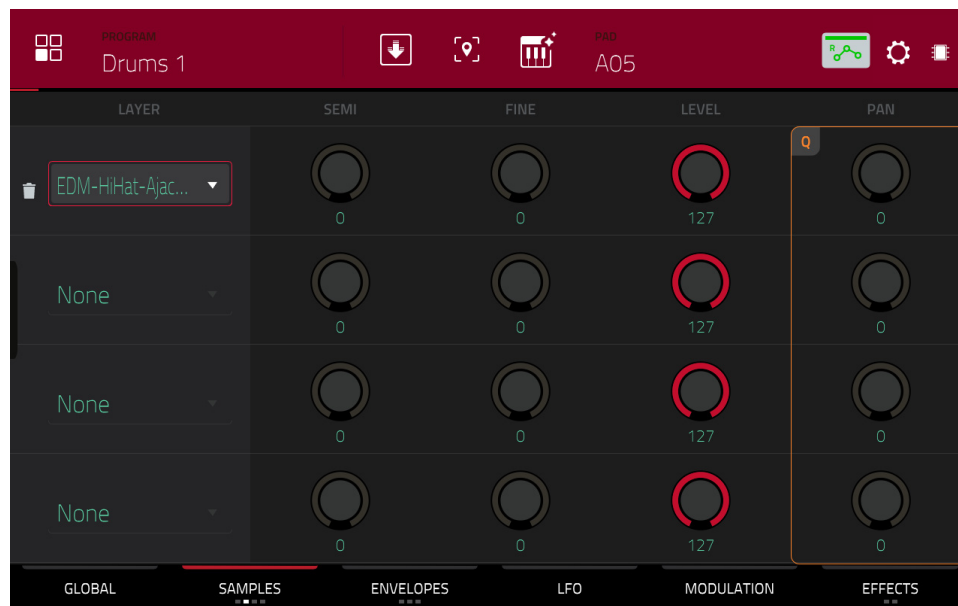 PROGRAM
Drums 1
PAD
A05
R
LAYER SEMI FINE LEVEL PAN
Q
EDM-HiHat-Ajac...
0 0 127 0
None
0 0 127 0
None
0 0 127 0
None
0 0 127 0
GLOBAL SAMPLES ENVELOPES LFO MODULATION EFFECTS